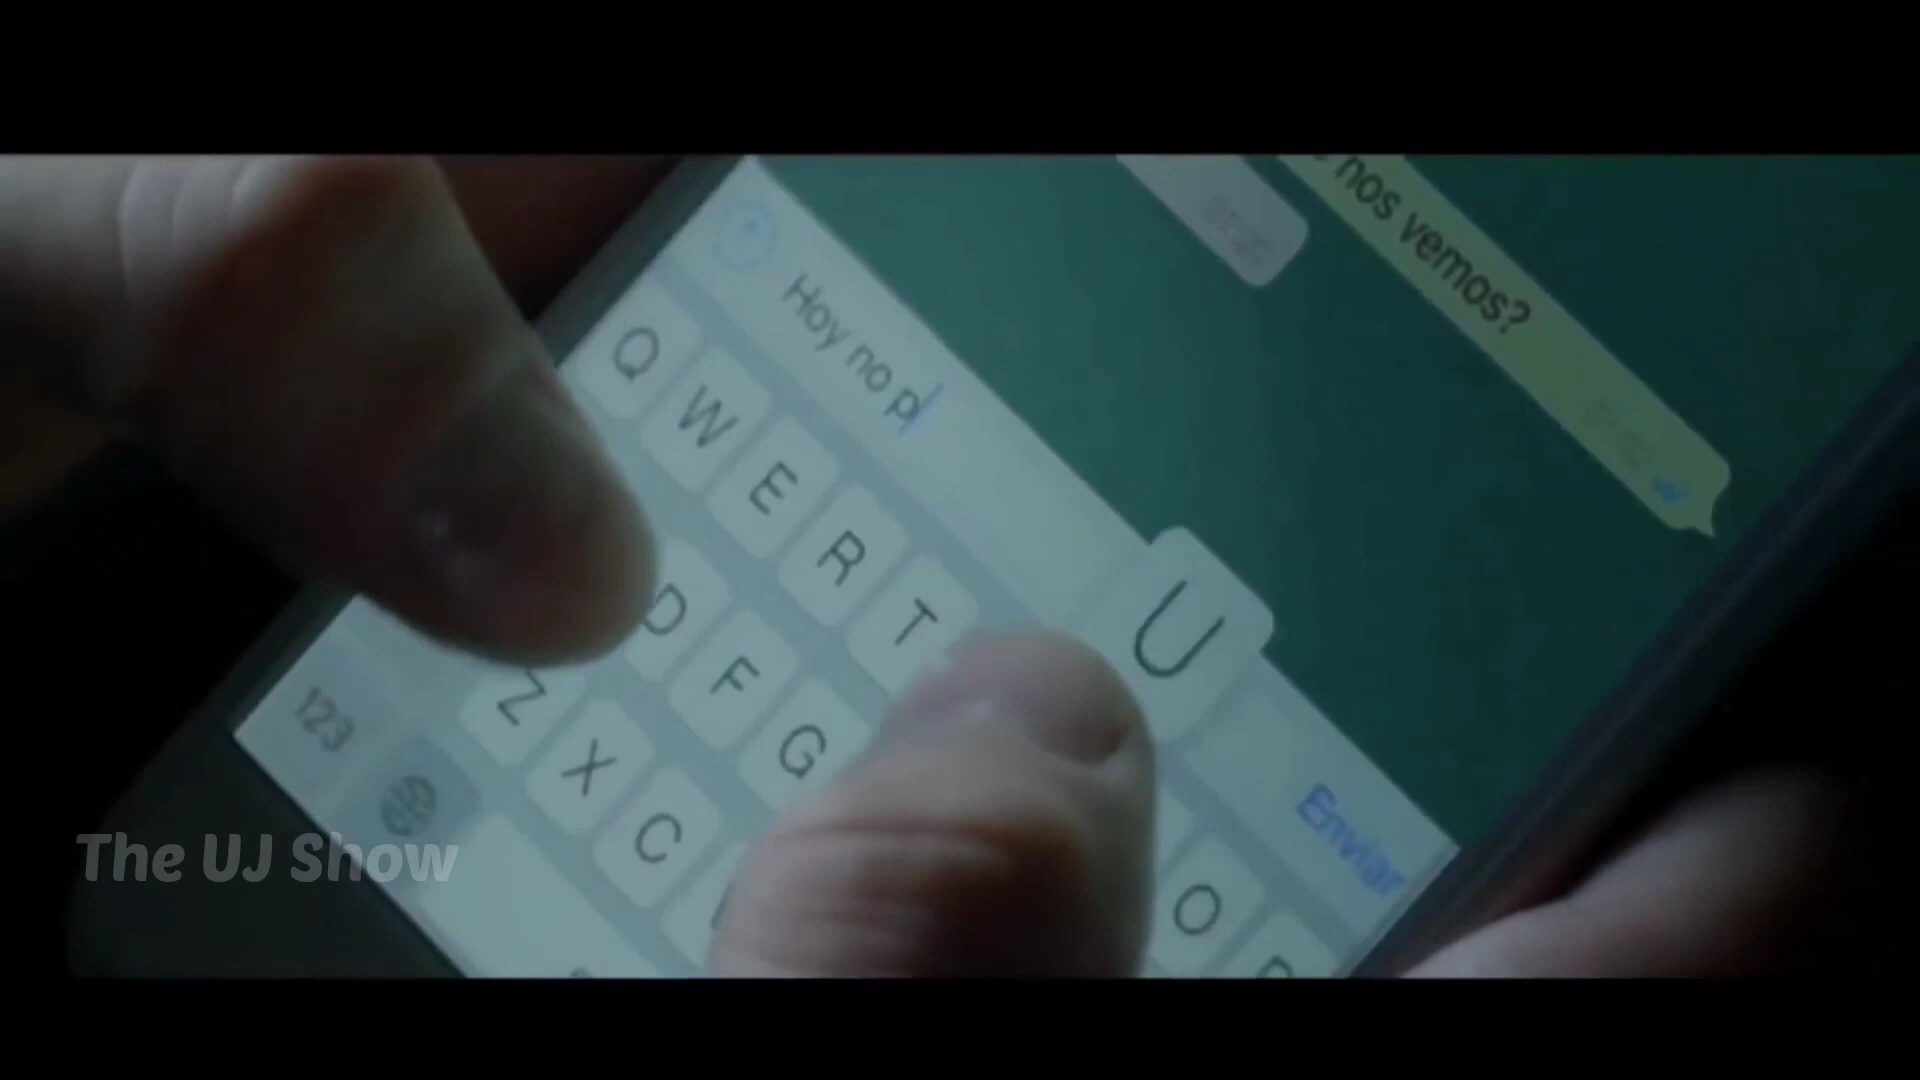 nos vemos?
Hoy no p
Enviar
U
Q W E R T O P
D F G
Z X C
123
The UJ Show